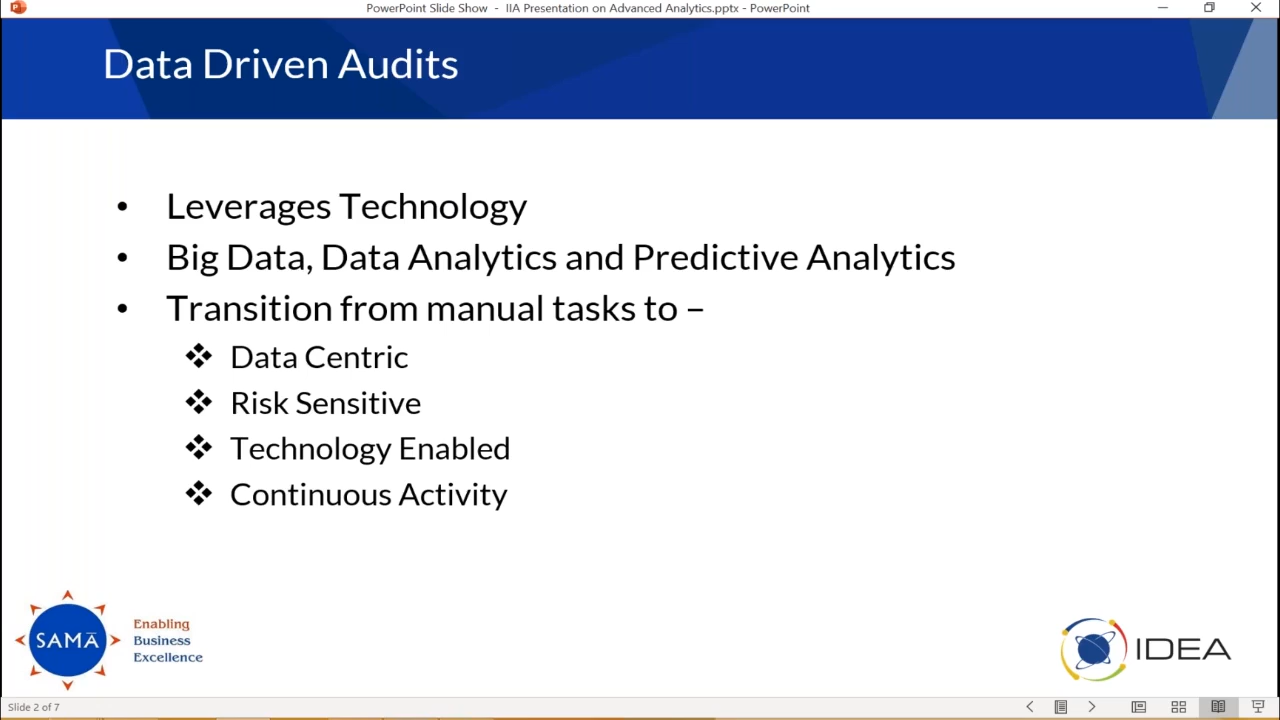 PowerPoint Slide Show - IIA Presentation on Advanced Analytics.pptx - PowerPoint
Data Driven Audits
• Leverages Technology
• Big Data, Data Analytics and Predictive Analytics
• Transition from manual tasks to –
❖ Data Centric
❖ Risk Sensitive
❖ Technology Enabled
❖ Continuous Activity
SAMĀ
Enabling
Business
Excellence
IDEA
Slide 2 of 7